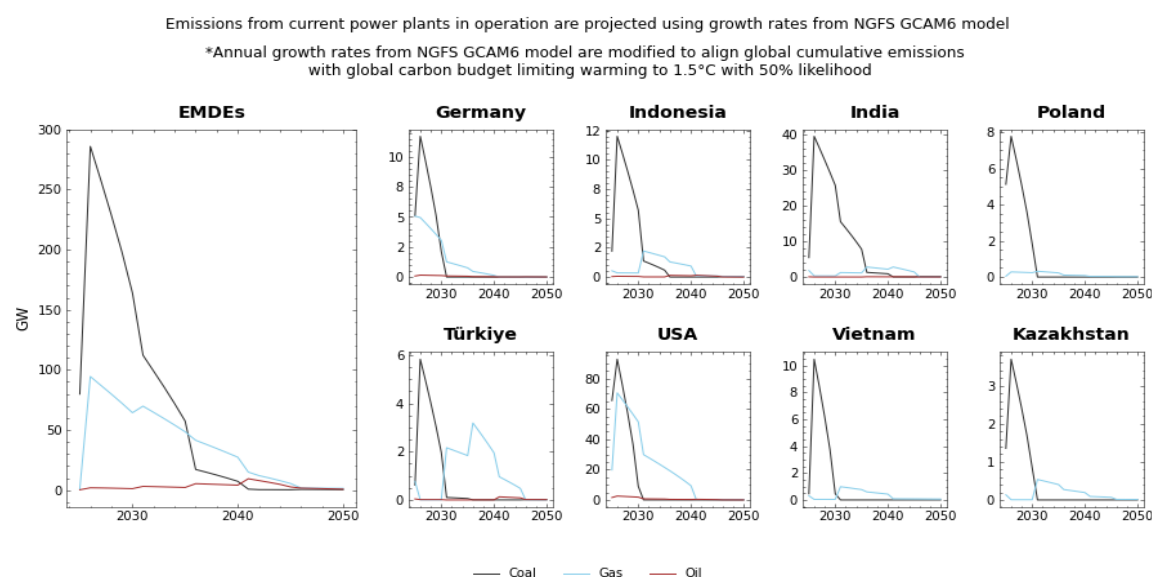 Emissions from current power plants in operation are projected using growth rates from NGFS GCAM6 model
*Annual growth rates from NGFS GCAM6 model are modified to align global cumulative emissions
with global carbon budget limiting warming to 1.5°C with 50% likelihood
EMDEs
300
250
200
150
100
50
0
GW
2030 2040 2050
Germany
10
8
5
2
0
2030 2040 2050
Indonesia
12
10
8
5
2
0
2030 2040 2050
India
40
30
20
10
0
2030 2040 2050
Poland
8
6
4
2
0
2030 2040 2050
Türkiye
6
4
2
0
2030 2040 2050
USA
80
60
40
20
0
2030 2040 2050
Vietnam
10
8
6
4
2
0
2030 2040 2050
Kazakhstan
3
2
1
0
2030 2040 2050
Coal Gas Oil